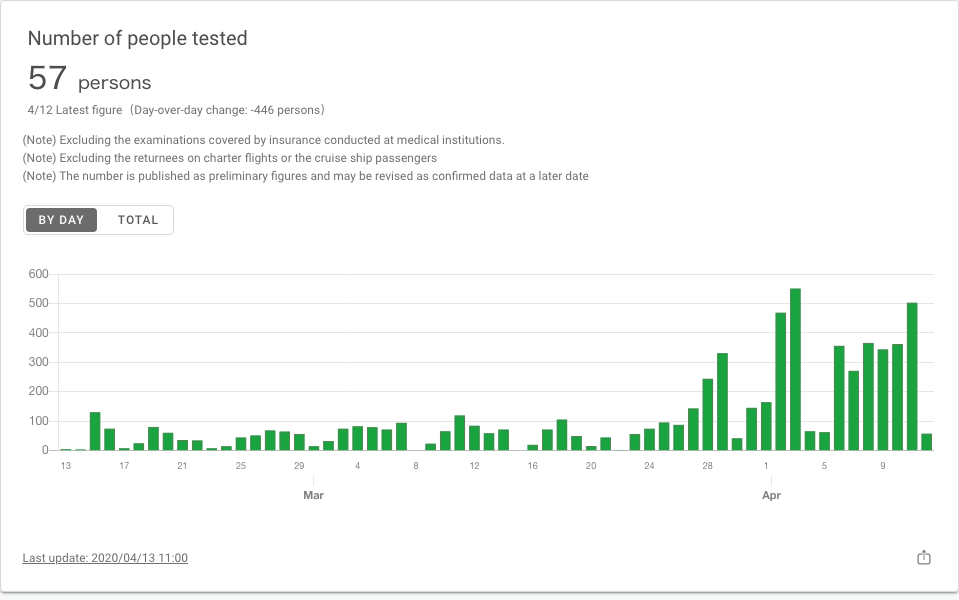 Number of people tested
57 persons
4/12 Latest figure（Day-over-day change: -446 persons）
(Note) Excluding the examinations covered by insurance conducted at medical institutions.
(Note) Excluding the returnees on charter flights or the cruise ship passengers
(Note) The number is published as preliminary figures and may be revised as confirmed data at a later date
BY DAY TOTAL
600
500
400
300
200
100
0
13 17 21 25 29 4 8 12 16 20 24 28 1 5 9
Mar Apr
Last update: 2020/04/13 11:00